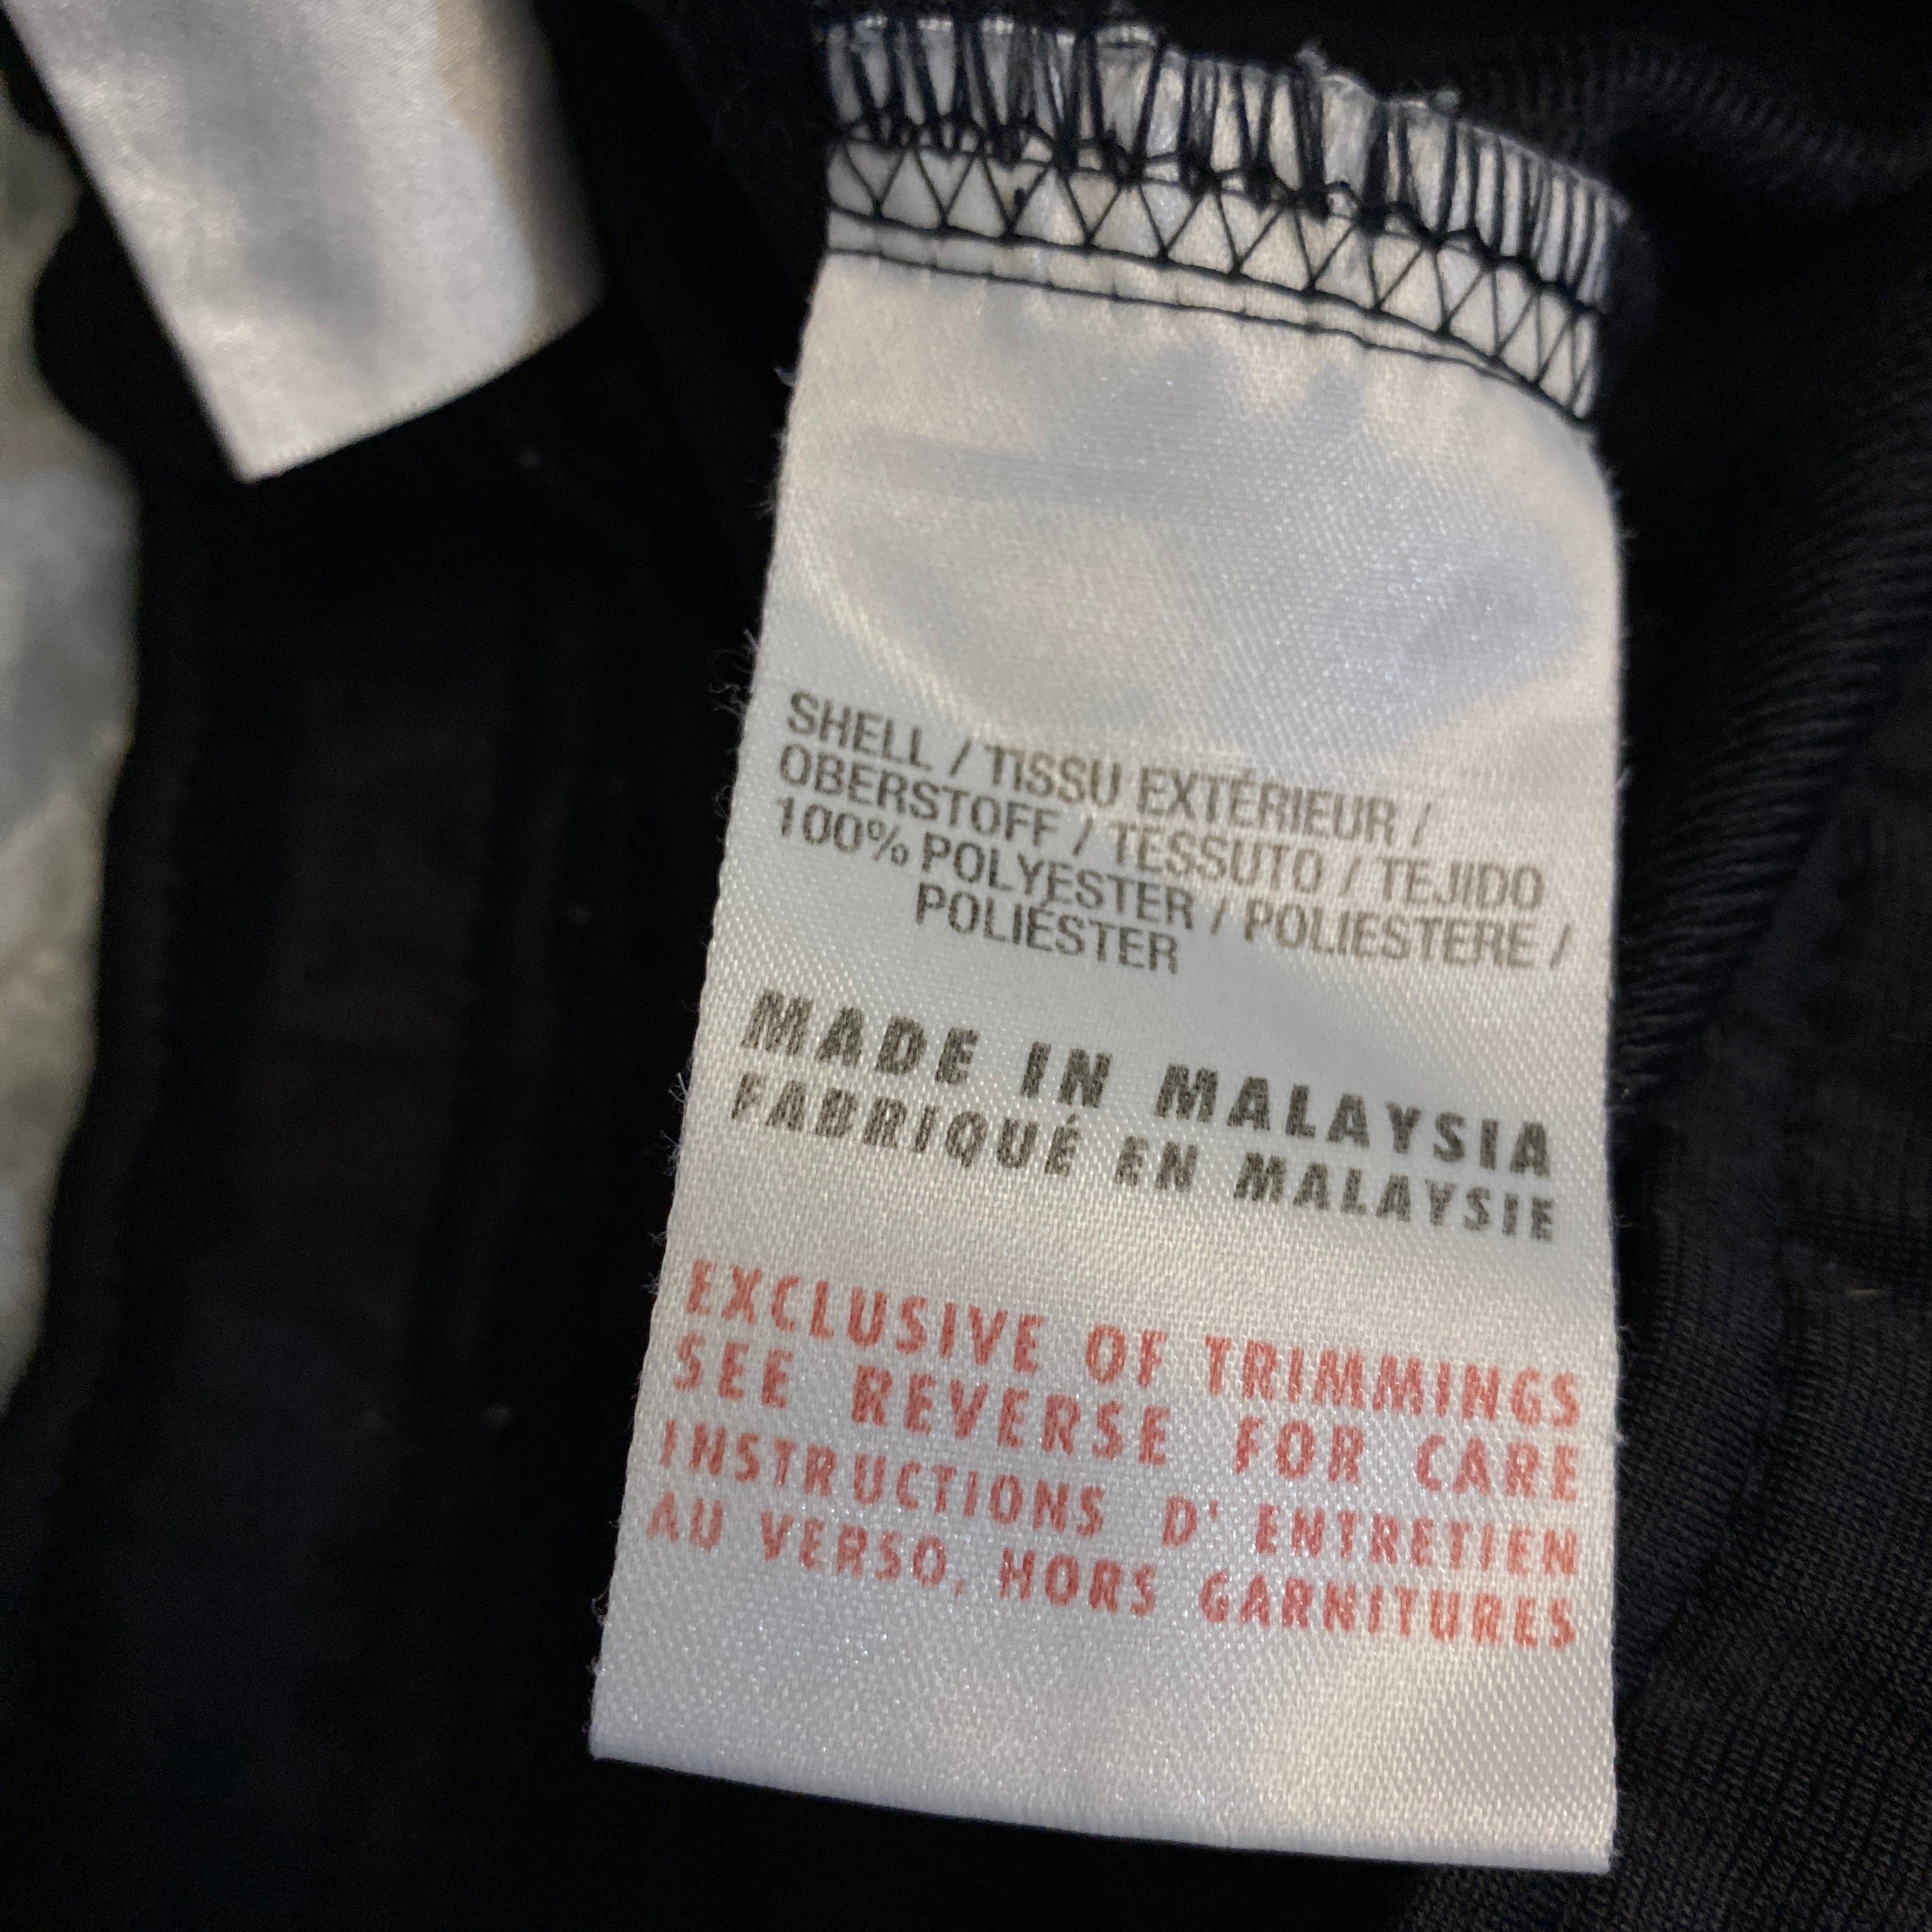 SHELL / TISSU EXTÉRIEUR /
OBERSTOFF / TESSUTO / TEJIDO
100% POLYESTER / POLIESTERE /
POLIÉSTER
MADE IN MALAYSIA
FABRIQUÉ EN MALAYSIE
EXCLUSIVE OF TRIMMINGS
SEE REVERSE FOR CARE
INSTRUCTIONS D' ENTRETIEN
AU VERSO, HORS GARNITURES